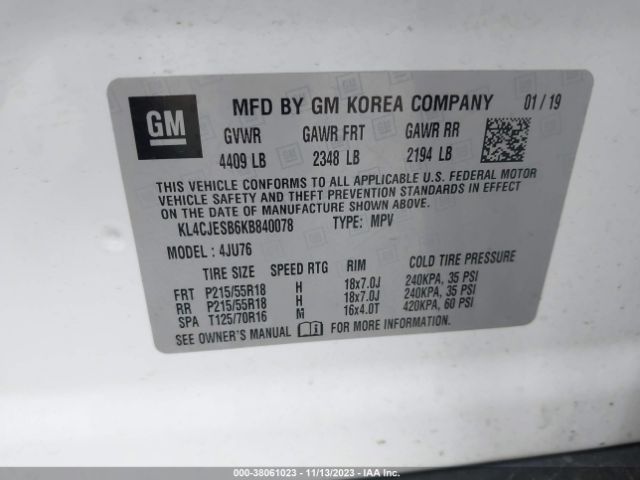 GM MFD BY GM KOREA COMPANY 01/19
GVWR GAWR FRT GAWR RR
4409 LB 2348 LB 2194 LB
THIS VEHICLE CONFORMS TO ALL APPLICABLE U.S. FEDERAL MOTOR
VEHICLE SAFETY AND THEFT PREVENTION STANDARDS IN EFFECT
ON THE DATE OF MANUFACTURE SHOWN ABOVE.
KL4CJESB6KB840078 TYPE: MPV
MODEL: 4JU76
TIRE SIZE SPEED RTG RIM COLD TIRE PRESSURE
FRT P215/55R18 H 18x7.0J 240KPA, 35 PSI
RR P215/55R18 H 18x7.0J 240KPA, 35 PSI
SPA T125/70R16 M 16x4.0T 420KPA, 60 PSI
SEE OWNER'S MANUAL FOR MORE INFORMATION.
000-38061023 - 11/13/2023 - IAA Inc.